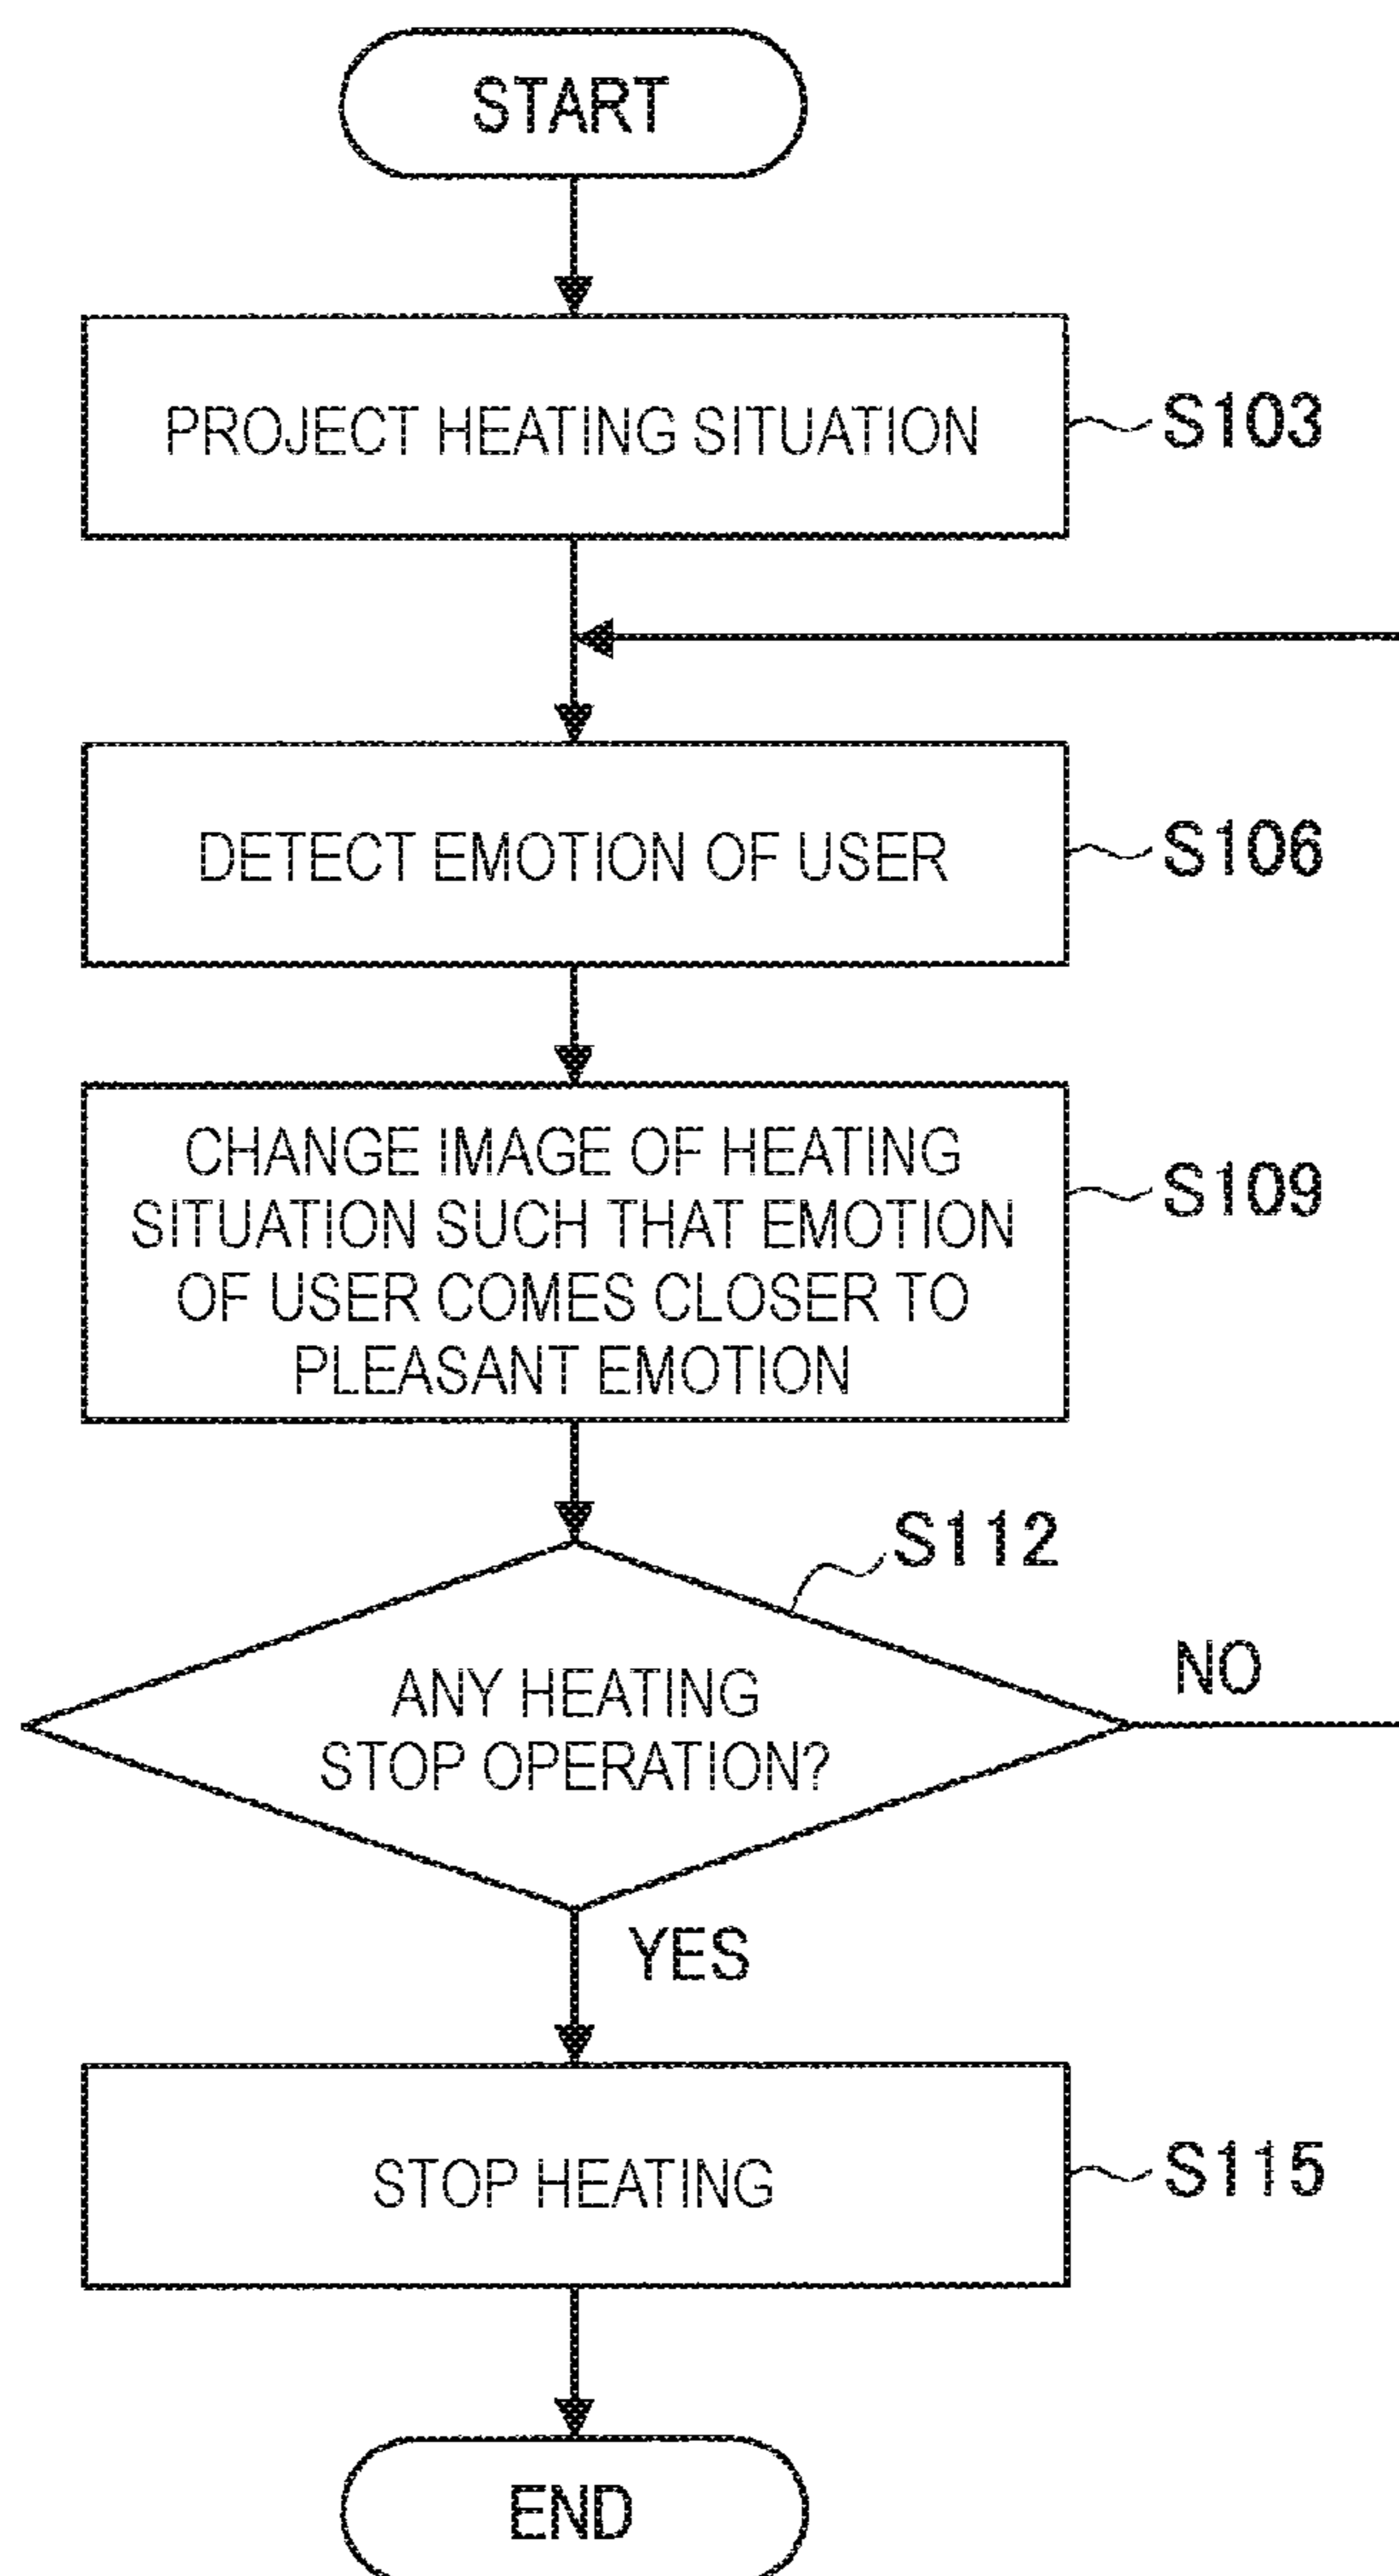 START
PROJECT HEATING SITUATION
S103
DETECT EMOTION OF USER
S106
CHANGE IMAGE OF HEATING
SITUATION SUCH THAT EMOTION
OF USER COMES CLOSER TO
PLEASANT EMOTION
S109
S112
ANY HEATING
STOP OPERATION?
NO
YES
STOP HEATING
S115
END